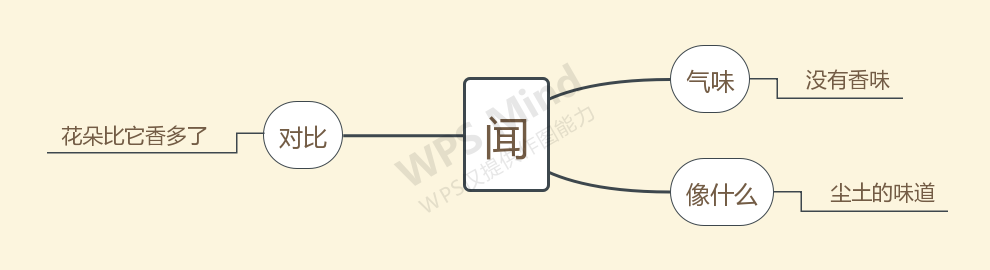 闻
气味
没有香味
像什么
尘土的味道
对比
花朵比它香多了
WPS Mind
WPS仅提供作图能力